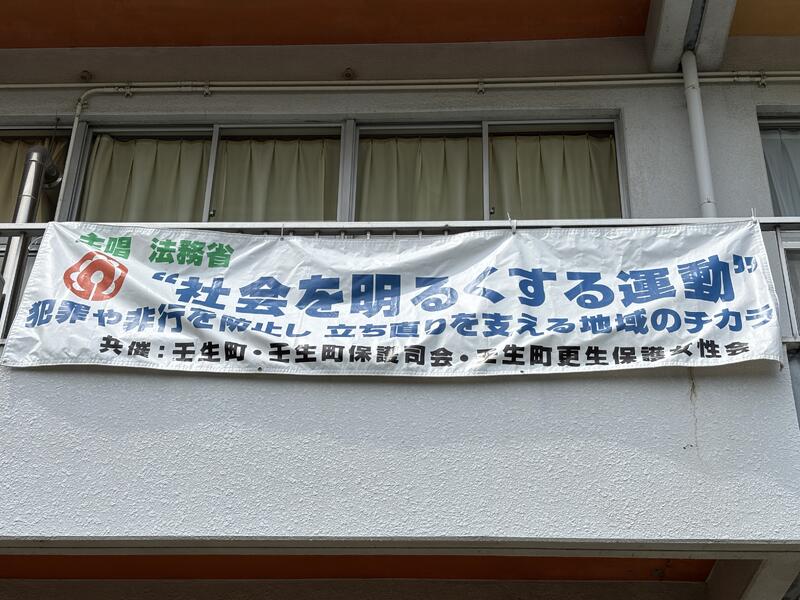 主唱 法務省
“社会を明るくする運動”
犯罪や非行を防止し 立ち直りを支える地域のチカラ
共催：壬生町・壬生町保護司会・壬生町更生保護女性会